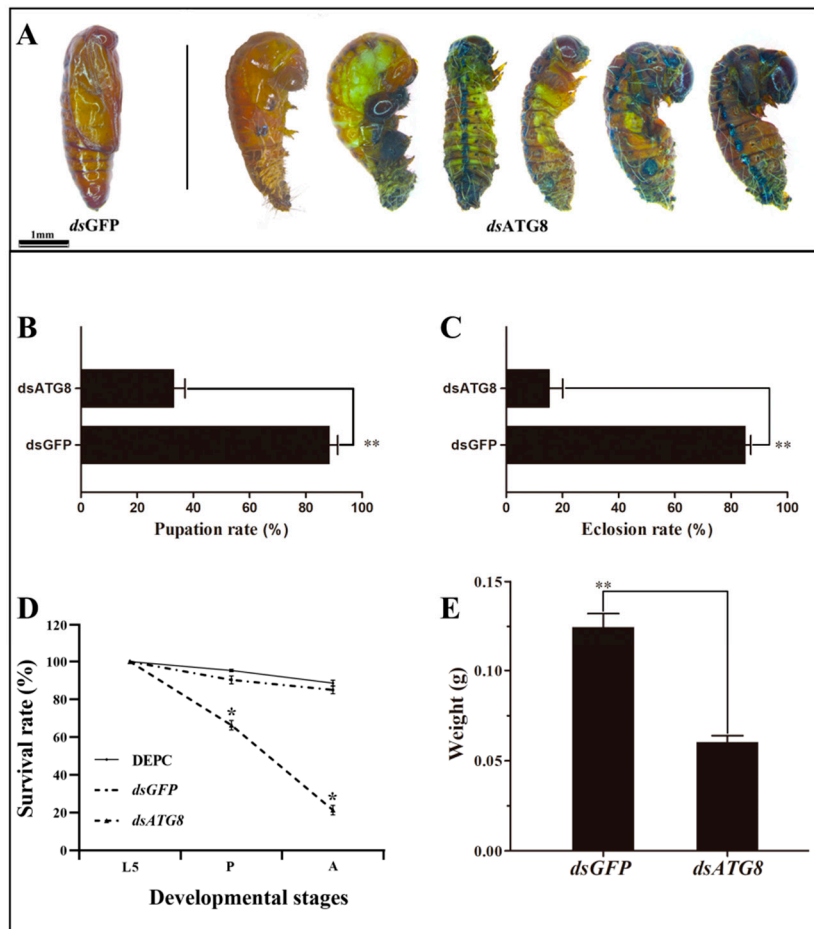 A
dsGFP
dsATG8
1mm
B
dsATG8
dsGFP
**
0 20 40 60 80 100
Pupation rate (%)
C
dsATG8
dsGFP
**
0 20 40 60 80 100
Eclosion rate (%)
D
120
100
80
60
40
20
0
Survival rate (%)
*
*
DEPC
dsGFP
dsATG8
L5 P A
Developmental stages
E
0.15
0.10
0.05
0.00
Weight (g)
**
dsGFP dsATG8